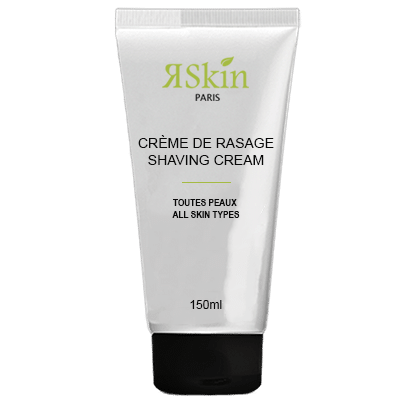 ЯSkin
PARIS
CRÈME DE RASAGE
SHAVING CREAM
TOUTES PEAUX
ALL SKIN TYPES
150ml